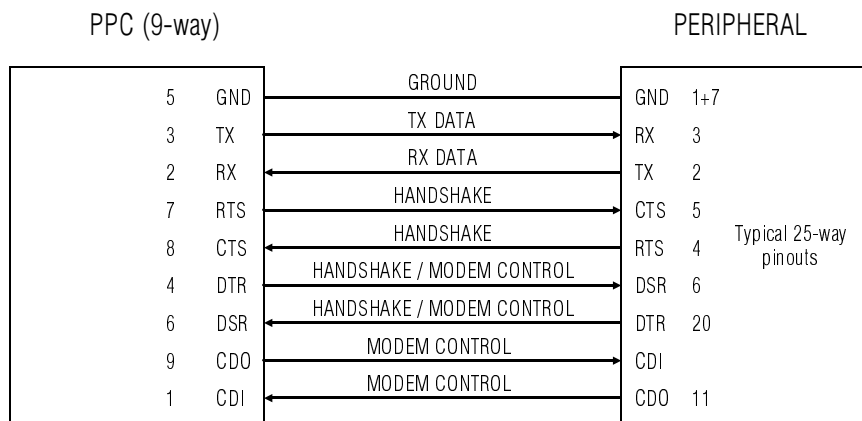 PPC (9-way) PERIPHERAL
5 GND GROUND GND 1+7
3 TX TX DATA RX 3
2 RX RX DATA TX 2
7 RTS HANDSHAKE CTS 5
8 CTS HANDSHAKE RTS 4
4 DTR HANDSHAKE / MODEM CONTROL DSR 6
6 DSR HANDSHAKE / MODEM CONTROL DTR 20
9 CDO MODEM CONTROL CDI
1 CDI MODEM CONTROL CDO 11
Typical 25-way
pinouts